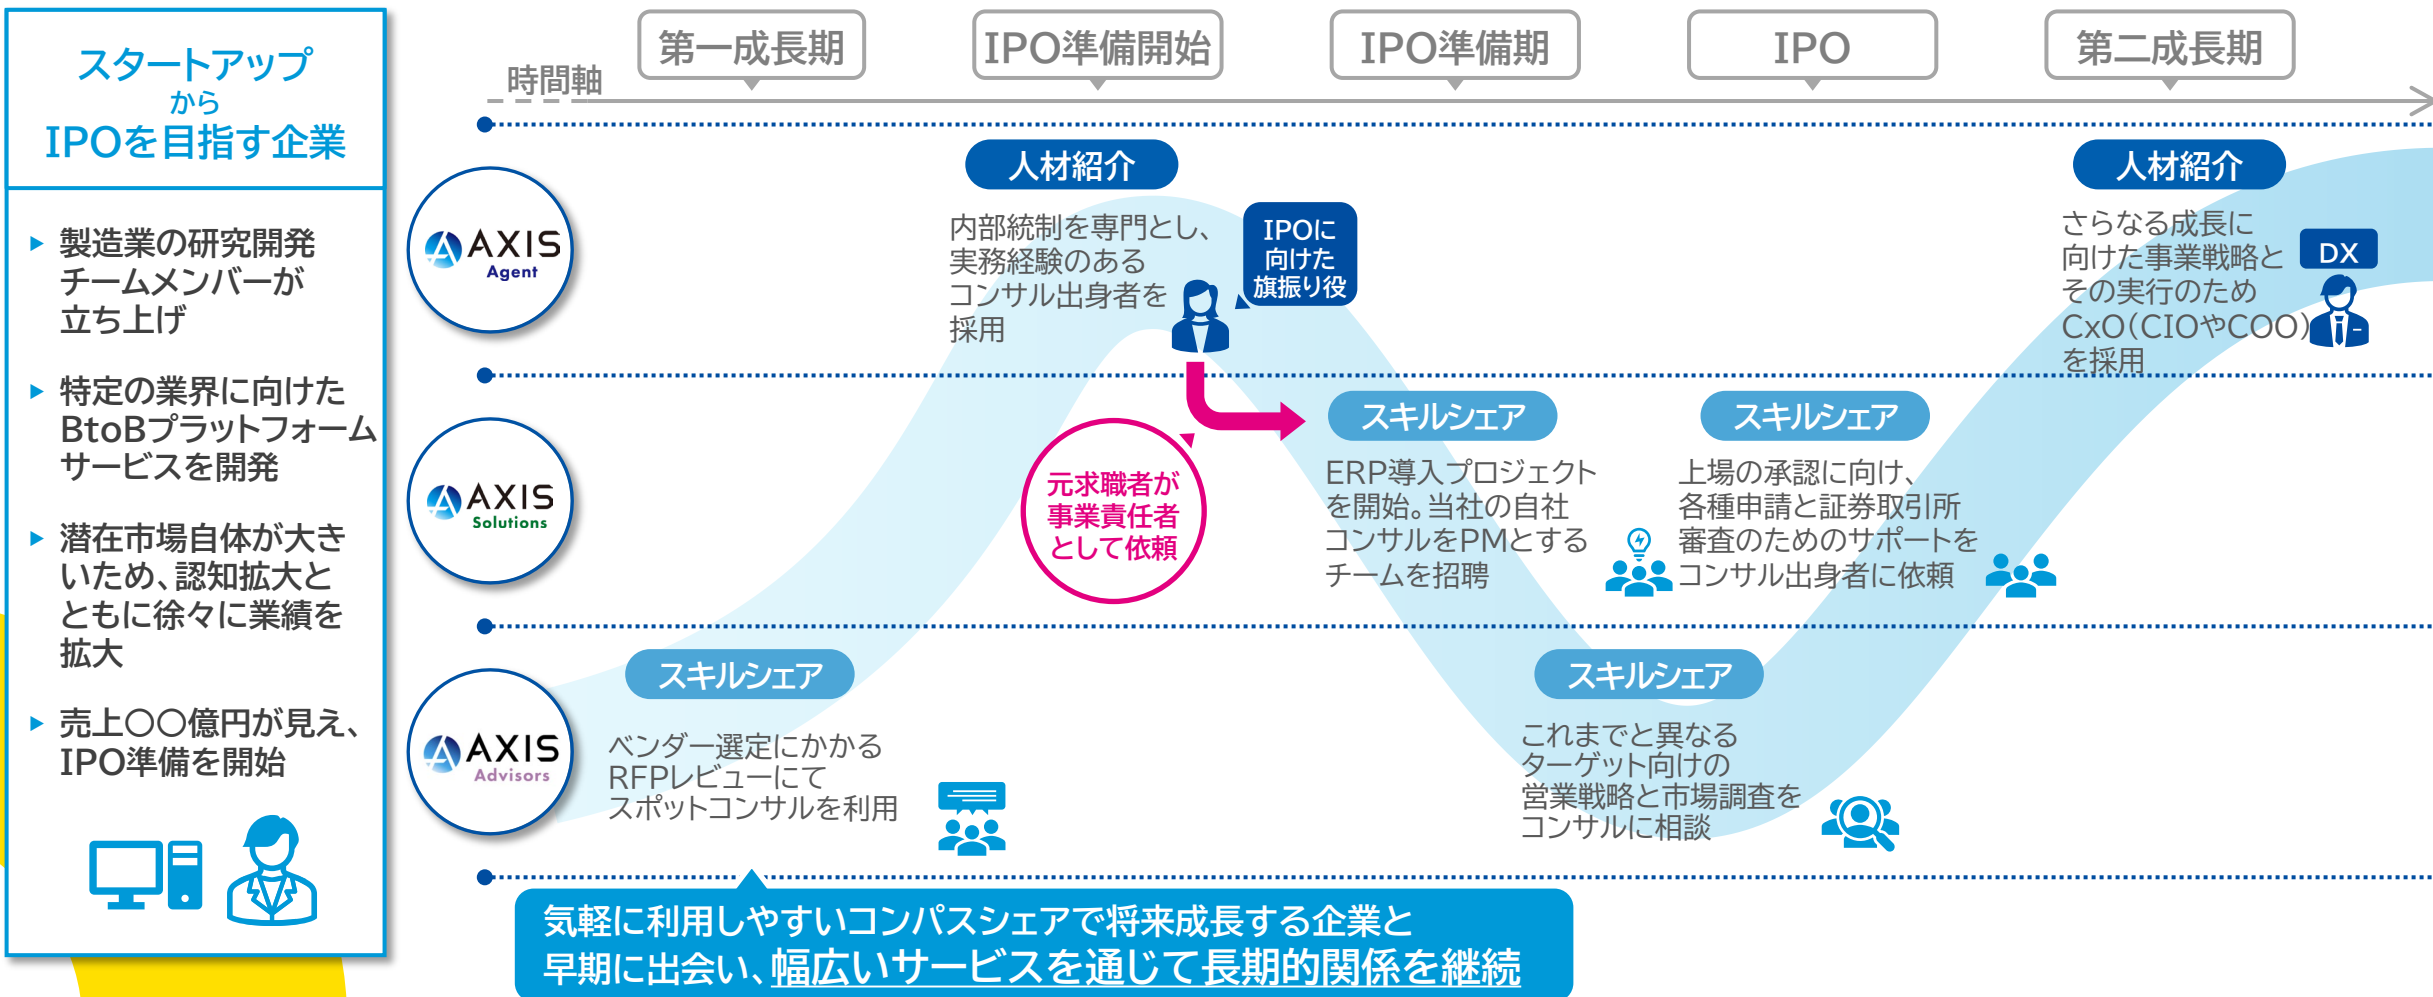 スタートアップ
から
IPOを目指す企業
製造業の研究開発
チームメンバーが
立ち上げ
特定の業界に向けた
BtoBプラットフォーム
サービスを開発
潜在市場自体が大き
いため、認知拡大と
ともに徐々に業績を
拡大
売上〇〇億円が見え、
IPO準備を開始
時間軸
第一成長期
IPO準備開始
IPO準備期
IPO
第二成長期
AXIS
Agent
人材紹介
内部統制を専門とし、
実務経験のある
コンサル出身者を
採用
IPOに
向けた
旗振り役
人材紹介
さらなる成長に
向けた事業戦略と
その実行のため
CxO(CIOやCOO)
を採用
DX
AXIS
Solutions
元求職者が
事業責任者
として依頼
スキルシェア
ERP導入プロジェクト
を開始。当社の自社
コンサルをPMとする
チームを招聘
スキルシェア
上場の承認に向け、
各種申請と証券取引所
審査のためのサポートを
コンサル出身者に依頼
AXIS
Advisors
スキルシェア
ベンダー選定にかかる
RFPレビューにて
スポットコンサルを利用
スキルシェア
これまでと異なる
ターゲット向けの
営業戦略と市場調査を
コンサルに相談
気軽に利用しやすいコンパスシェアで将来成長する企業と
早期に出会い、幅広いサービスを通じて長期的関係を継続